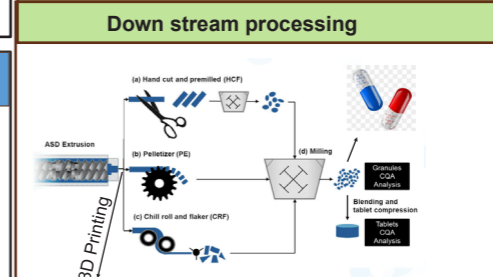 Down stream processing
(a) Hand cut and premilled (HCF)
ASD Extrusion
(b) Pelletizer (PE)
(d) Milling
(c) Chill roll and flaker (CRF)
3D Printing
Granules
CQA
Analysis
Blending and
tablet compression
Tablets
CQA
Analysis